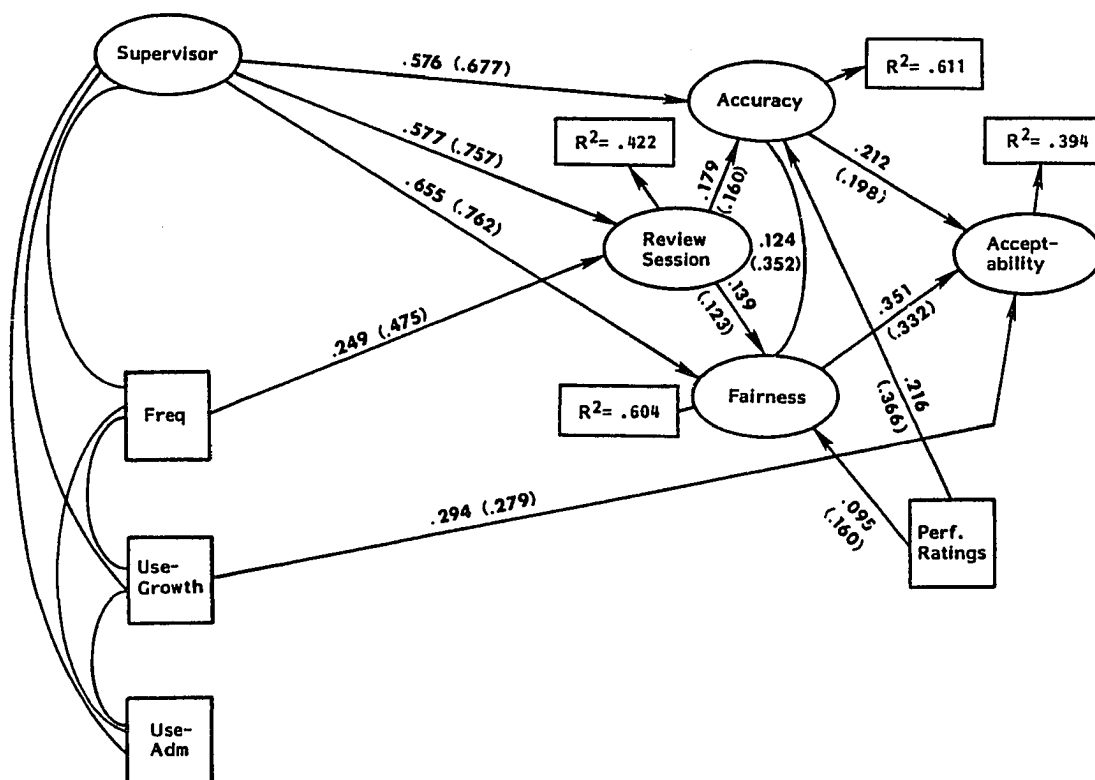 Supervisor
.576 (.677)
Accuracy
R² = .611
.577 (.757)
R² = .422
R² = .394
.655 (.762)
.179
(.160)
.212
(.198)
Review
Session
.124
(.352)
Accept-
ability
.139
(.123)
.249 (.475)
.351
(.332)
Freq
R² = .604
Fairness
.216
(.366)
.294 (.279)
.095
(.160)
Perf.
Ratings
Use-
Growth
Use-
Adm